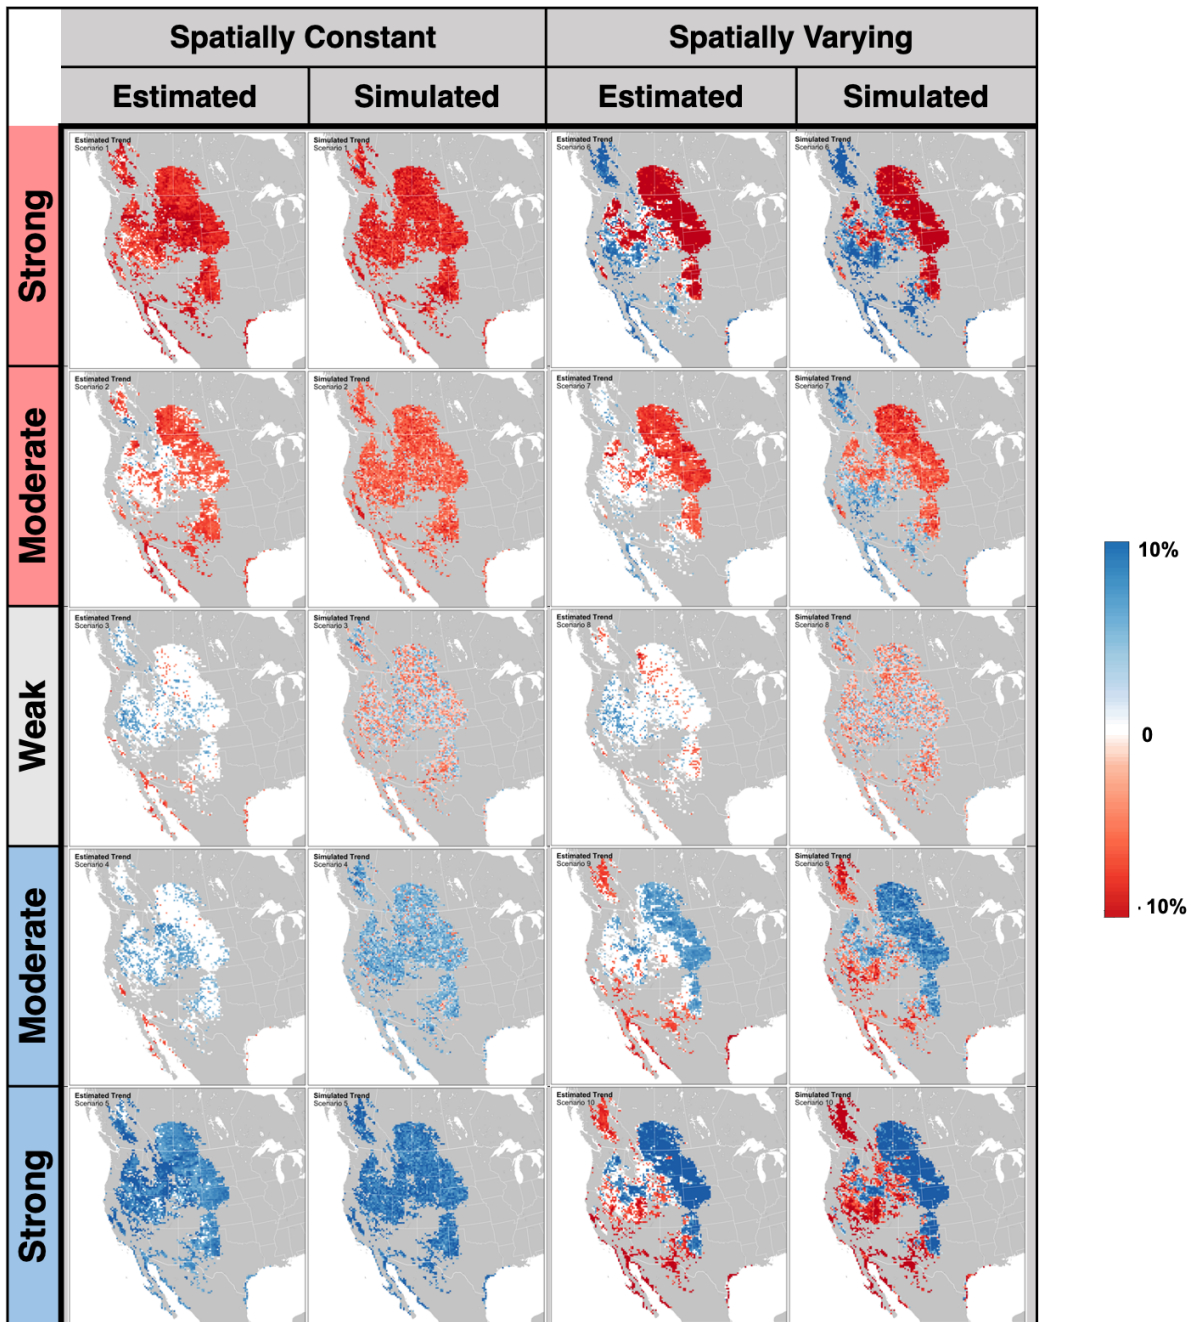 Spatially Constant Spatially Varying
Estimated Simulated Estimated Simulated
Strong
Estimated Trend
Scenario 1
Simulated Trend
Scenario 1
Estimated Trend
Scenario 6
Simulated Trend
Scenario 6
Moderate
Estimated Trend
Scenario 2
Simulated Trend
Scenario 2
Estimated Trend
Scenario 7
Simulated Trend
Scenario 7
Weak
Estimated Trend
Scenario 3
Simulated Trend
Scenario 3
Estimated Trend
Scenario 8
Simulated Trend
Scenario 8
Moderate
Estimated Trend
Scenario 4
Simulated Trend
Scenario 4
Estimated Trend
Scenario 9
Simulated Trend
Scenario 9
Strong
Estimated Trend
Scenario 5
Simulated Trend
Scenario 5
Estimated Trend
Scenario 10
Simulated Trend
Scenario 10
10%
0
- 10%